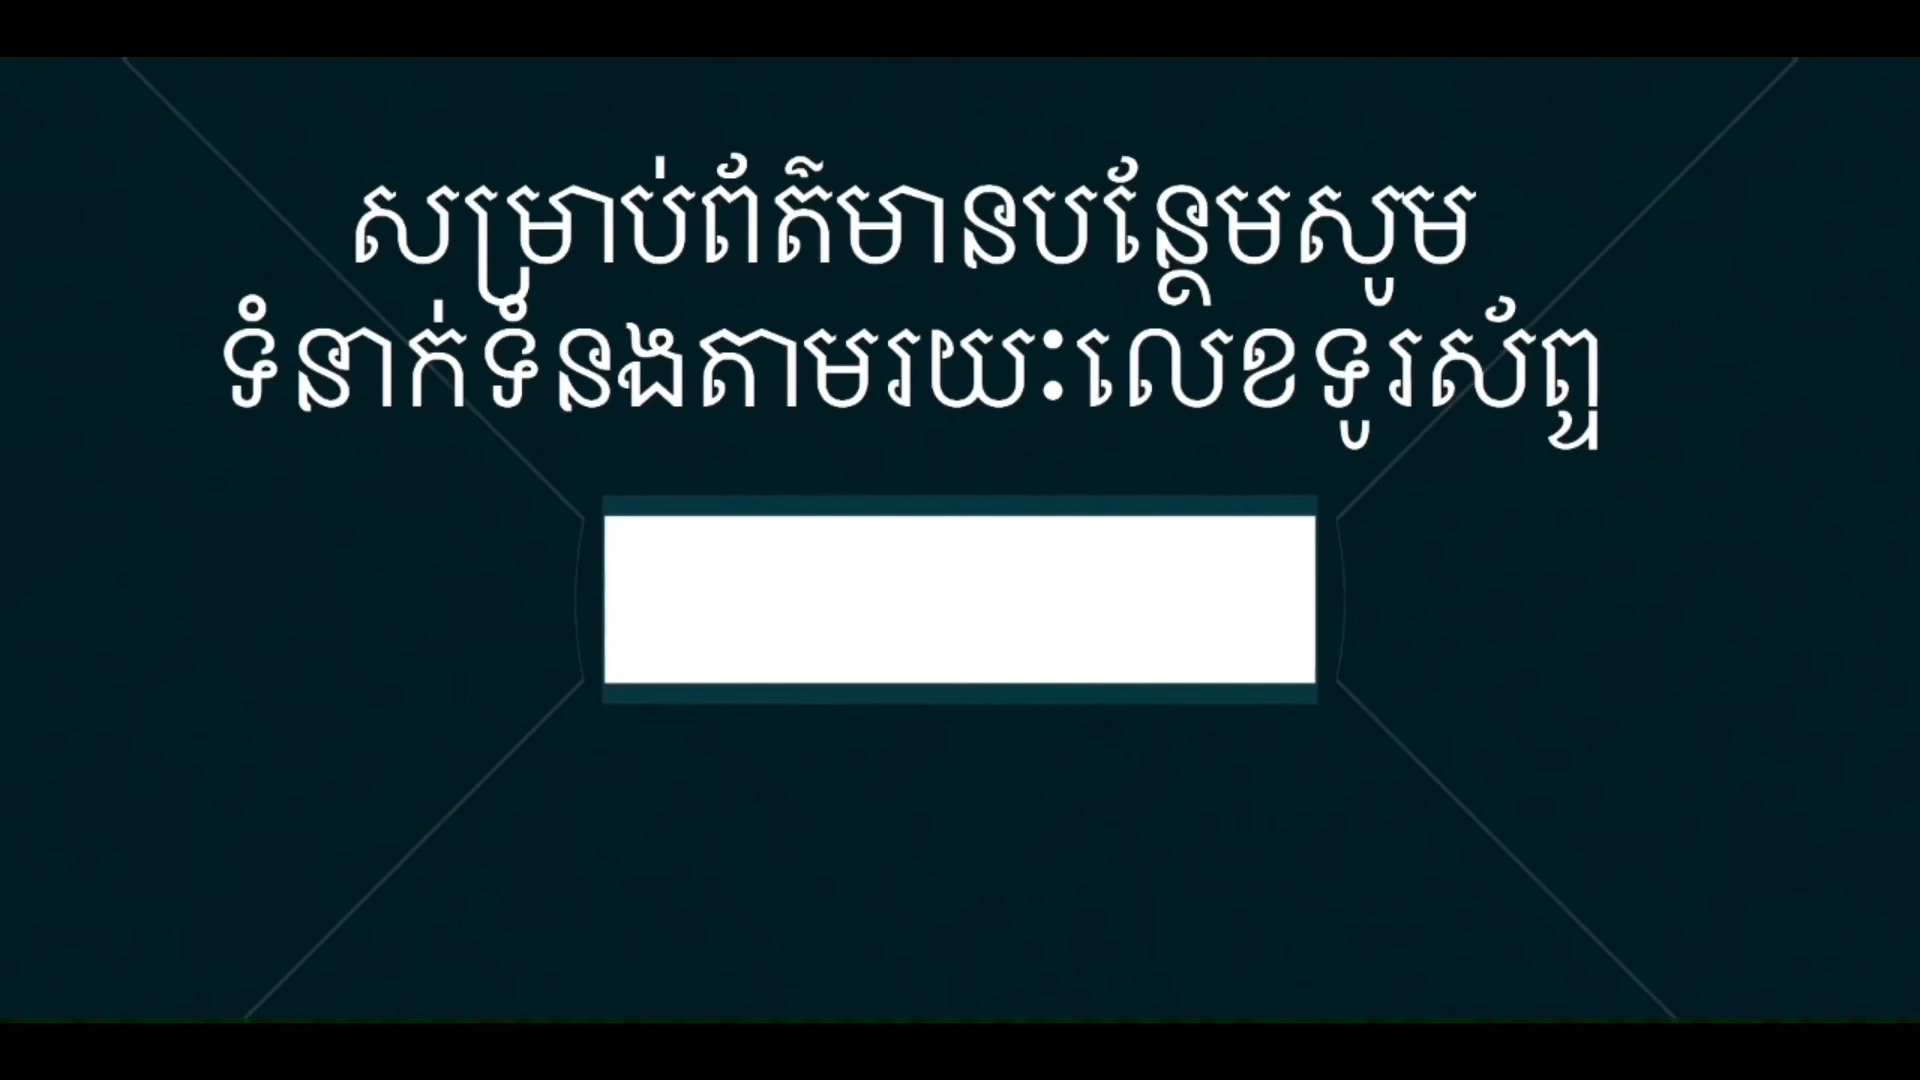 សម្រាប់ព័ត៌មានបន្ថែមសូម
ទំនាក់ទំនងតាមរយៈលេខទូរស័ព្ទ